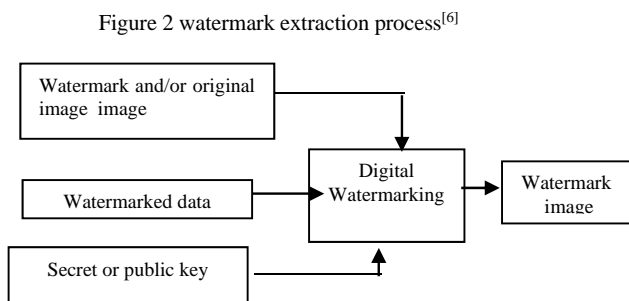 Figure 2 watermark extraction process[6]
Watermark and/or original
image image
Digital
Watermarking
Watermark
image
Watermarked data
Secret or public key